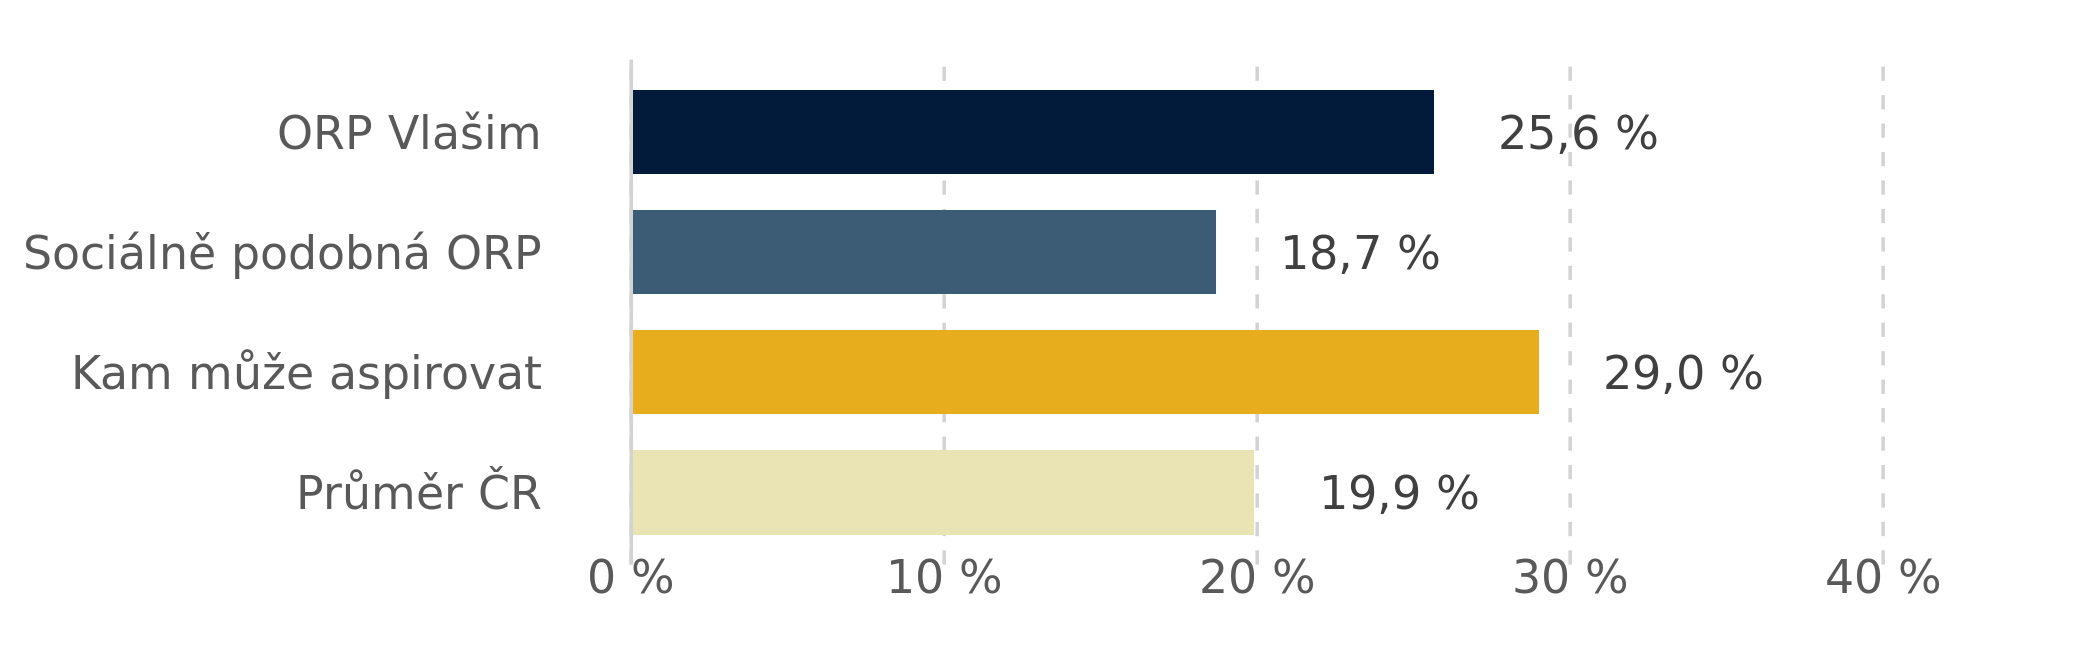 ORP Vlašim 25,6 %
Sociálně podobná ORP 18,7 %
Kam může aspirovat 29,0 %
Průměr ČR 19,9 %
0 % 10 % 20 % 30 % 40 %